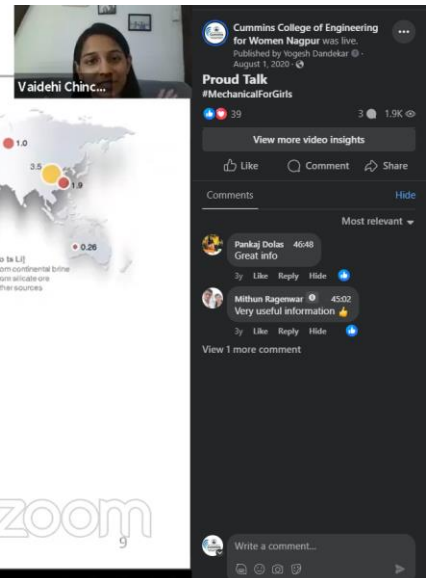 Vaidehi Chinc...
1.0
3.5
1.9
0.26
o ta Li]
om continental brine
om silicate ore
ther sources
zoom
9
Cummins College of Engineering
for Women Nagpur was live.
Published by Yogesh Dandekar
August 1, 2020
Proud Talk
#MechanicalForGirls
39
3
1.9K
View more video insights
Like
Comment
Share
Comments
Hide
Most relevant
Pankaj Dolas 46:48
Great info
3y Like Reply Hide
Mithun Ragenwar 45:02
Very useful information 👍
3y Like Reply Hide
View 1 more comment
Write a comment...